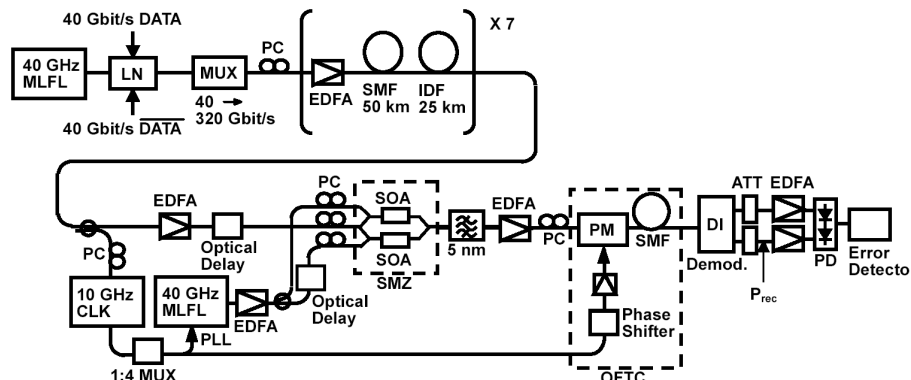 40 Gbit/s DATA
40 GHz
MLFL
LN
MUX
PC
EDFA
SMF
50 km
IDF
25 km
X 7
40 →
320 Gbit/s
40 Gbit/s DATA
EDFA
Optical
Delay
PC
SOA
SOA
SMZ
5 nm
EDFA
PC
PM
SMF
DI
Demod.
ATT
EDFA
PD
Error
Detecto
Prec
PC
10 GHz
CLK
40 GHz
MLFL
EDFA
Optical
Delay
PLL
Phase
Shifter
1:4 MUX